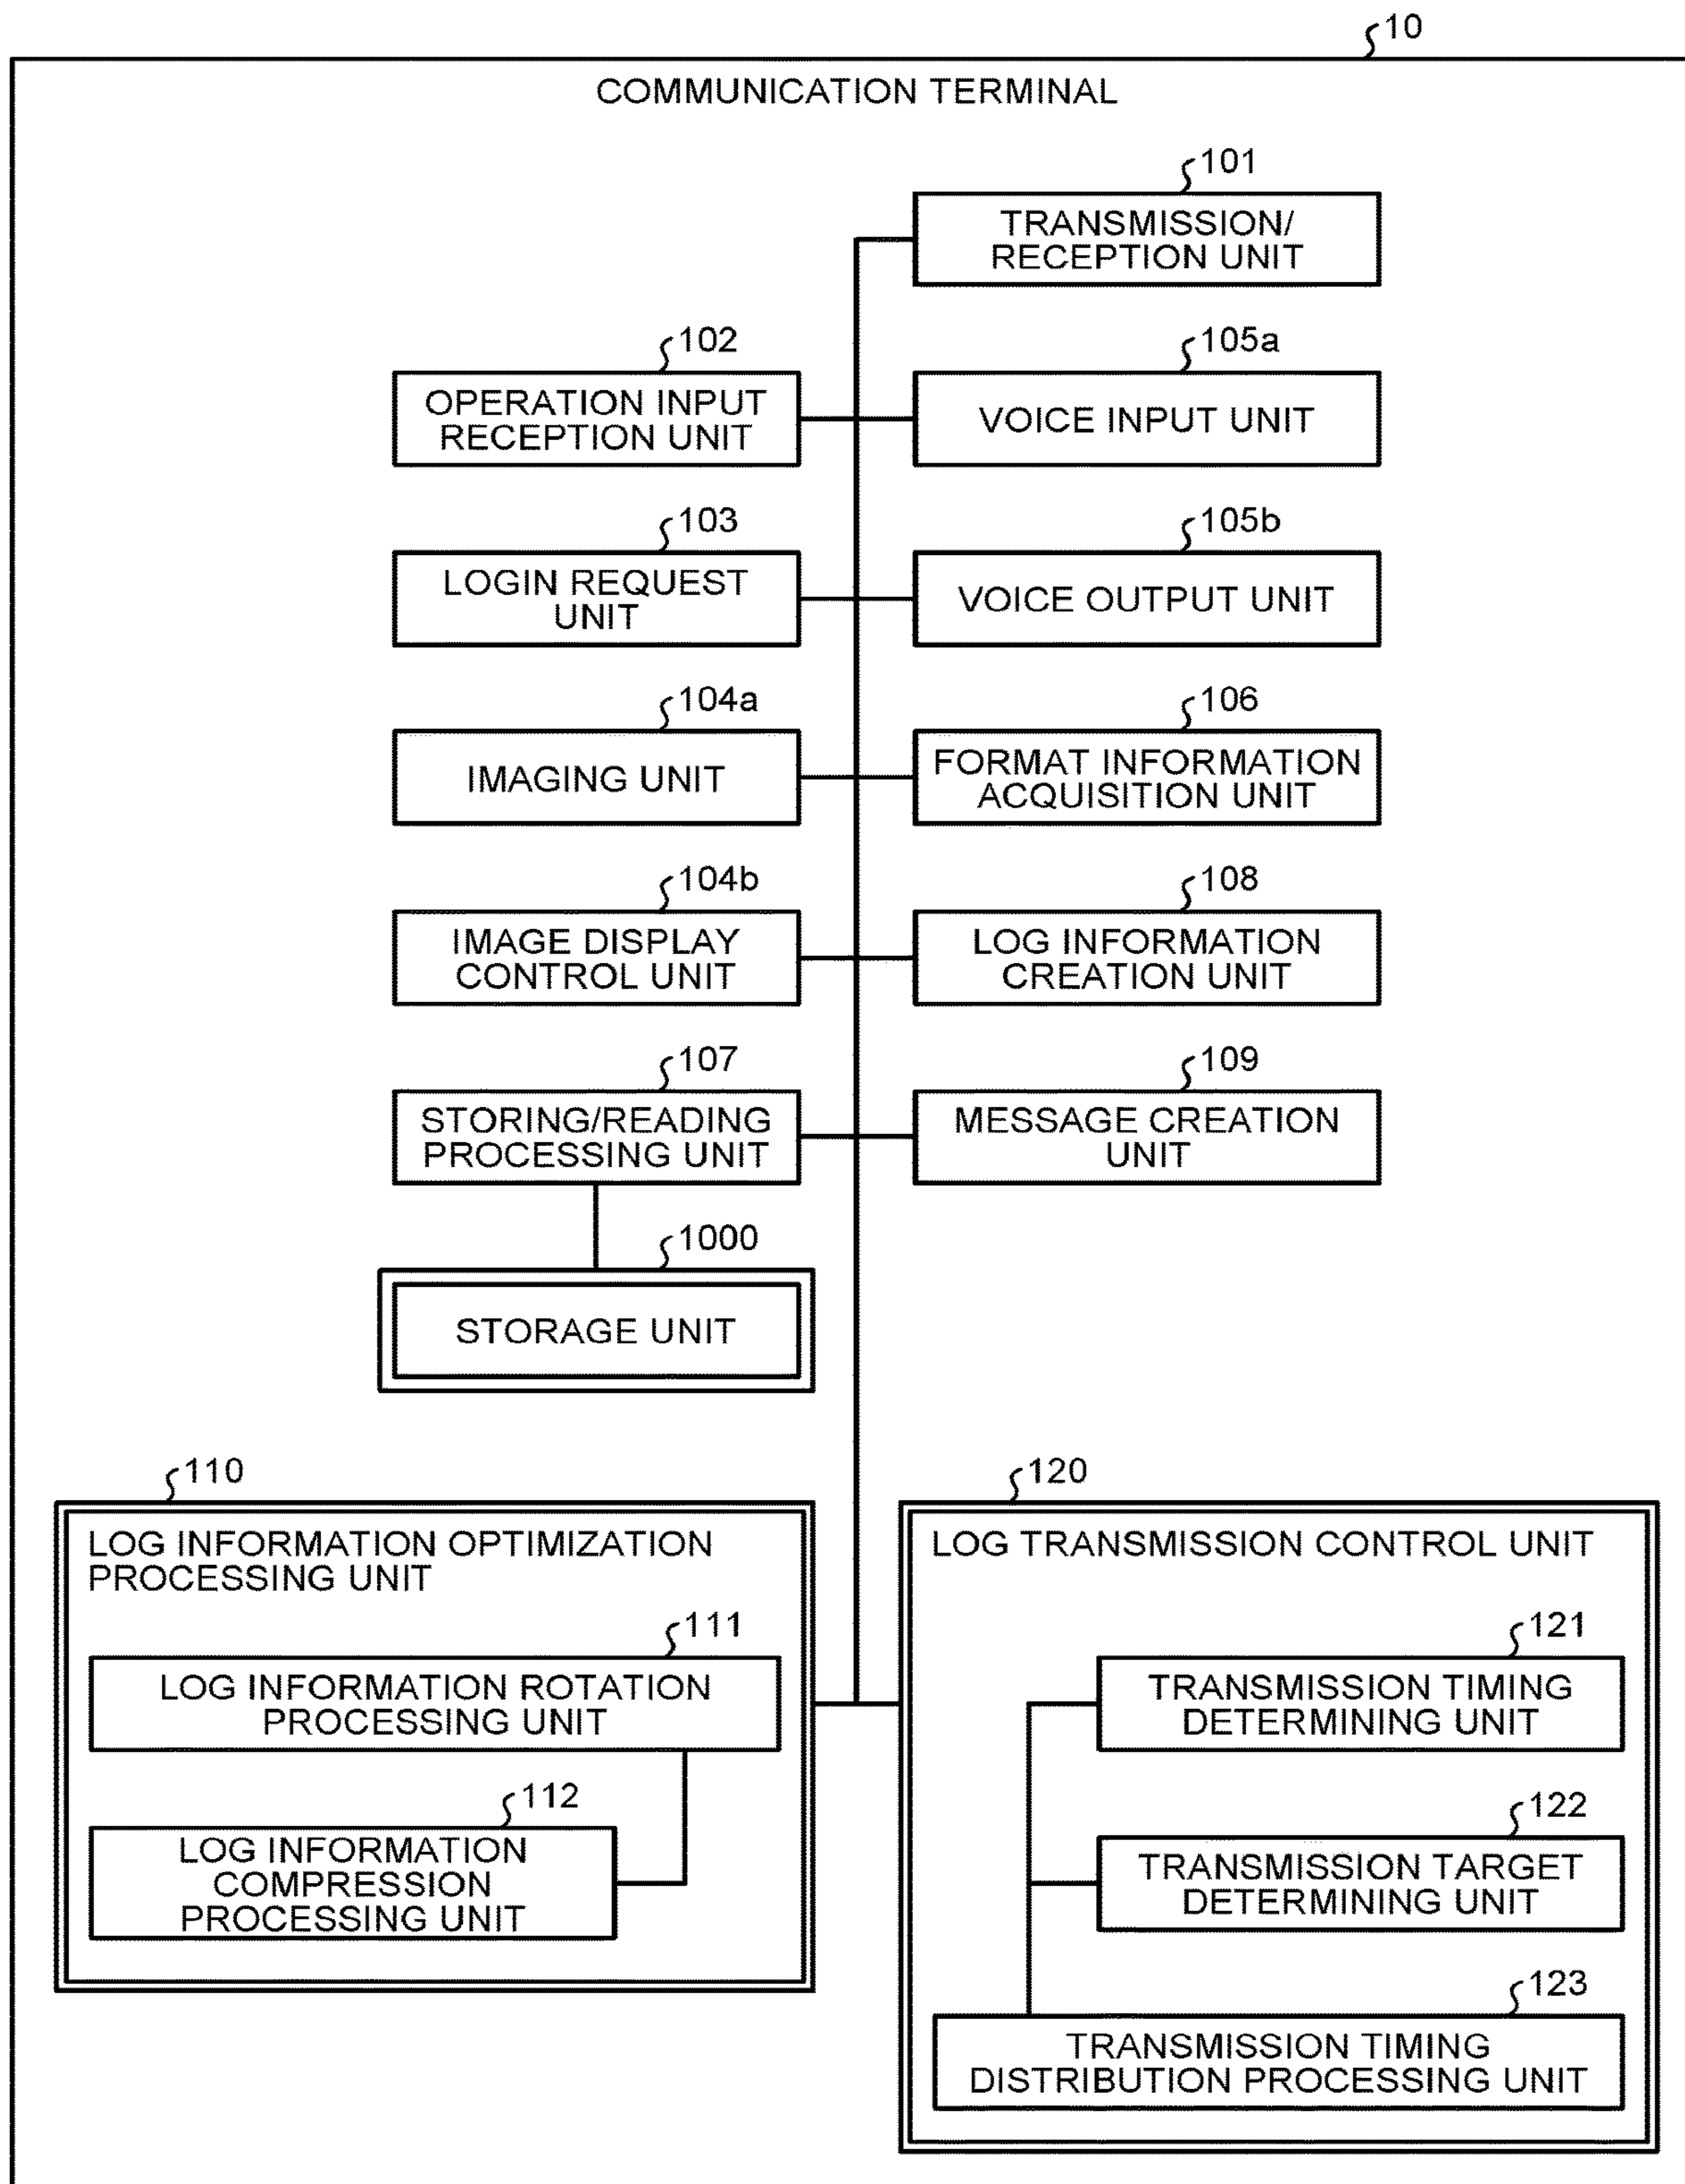 10
COMMUNICATION TERMINAL
101
TRANSMISSION/
RECEPTION UNIT
102
OPERATION INPUT
RECEPTION UNIT
105a
VOICE INPUT UNIT
103
LOGIN REQUEST
UNIT
105b
VOICE OUTPUT UNIT
104a
IMAGING UNIT
106
FORMAT INFORMATION
ACQUISITION UNIT
104b
IMAGE DISPLAY
CONTROL UNIT
108
LOG INFORMATION
CREATION UNIT
107
STORING/READING
PROCESSING UNIT
109
MESSAGE CREATION
UNIT
1000
STORAGE UNIT
110
LOG INFORMATION OPTIMIZATION
PROCESSING UNIT
111
LOG INFORMATION ROTATION
PROCESSING UNIT
112
LOG INFORMATION
COMPRESSION
PROCESSING UNIT
120
LOG TRANSMISSION CONTROL UNIT
121
TRANSMISSION TIMING
DETERMINING UNIT
122
TRANSMISSION TARGET
DETERMINING UNIT
123
TRANSMISSION TIMING
DISTRIBUTION PROCESSING UNIT